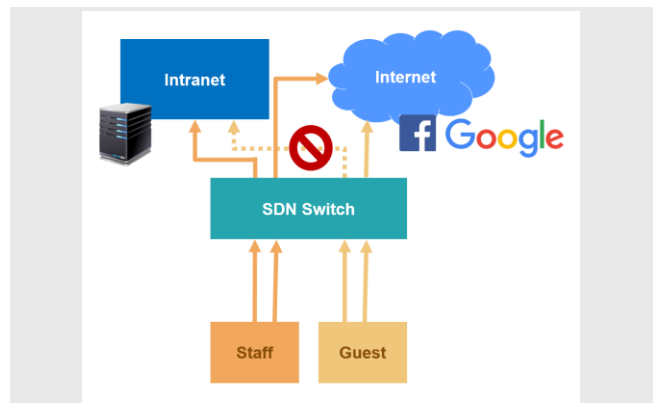 Intranet
Internet
f Google
SDN Switch
Staff
Guest